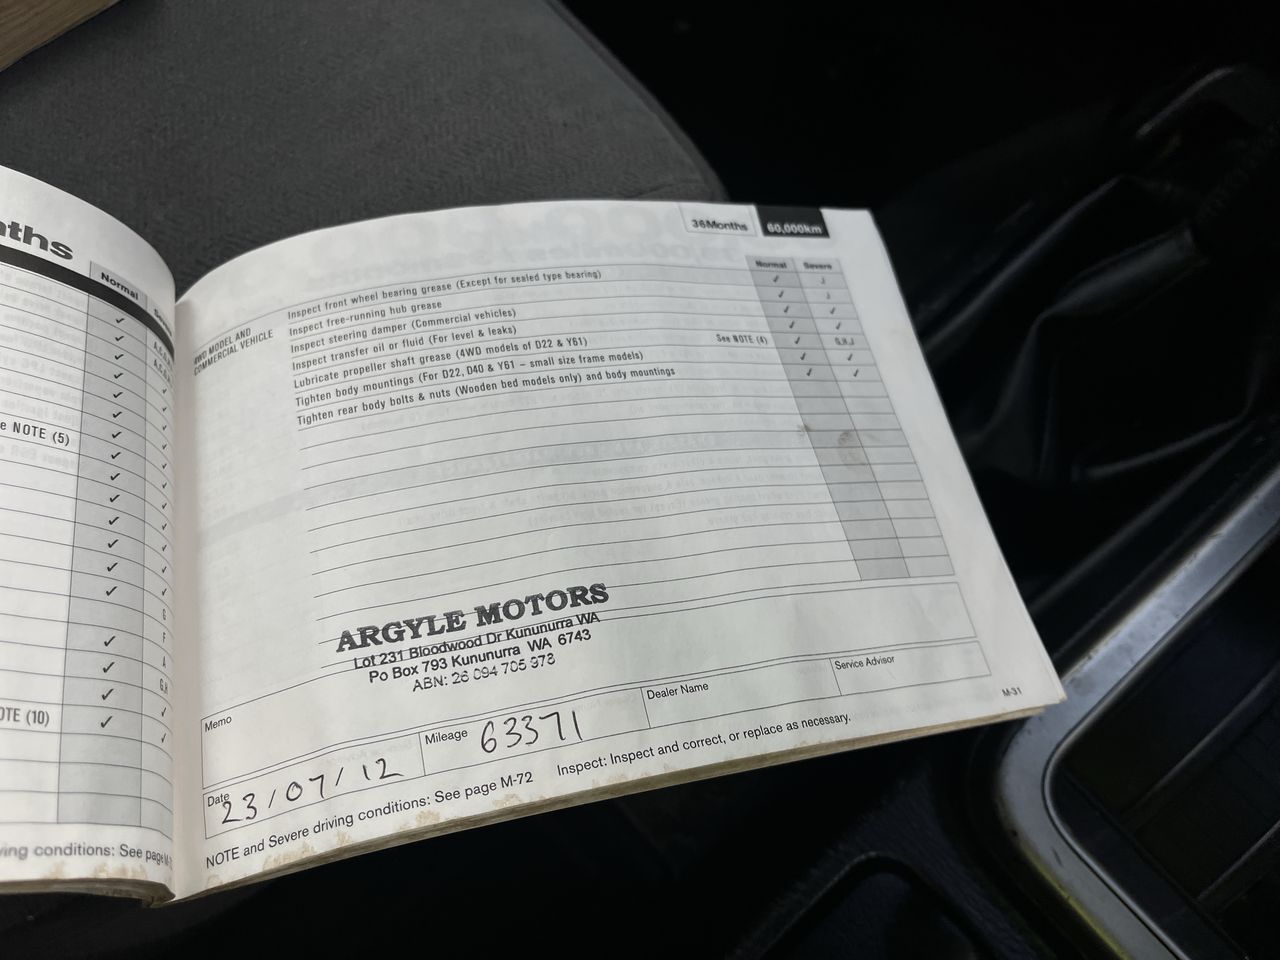 ths
Normal
e NOTE (5)
G
F
A
G,H
OTE (10)
ving conditions: See page M-7
36Months
60,000km
Normal
Severe
4WD MODEL AND
COMMERCIAL VEHICLE
Inspect front wheel bearing grease (Except for sealed type bearing) ✓ J
Inspect free-running hub grease ✓ J
Inspect steering damper (Commercial vehicles) ✓ ✓
Inspect transfer oil or fluid (For level & leaks) ✓ ✓
Lubricate propeller shaft grease (4WD models of D22 & Y61) See NOTE (4) ✓ G,H,J
Tighten body mountings (For D22, D40 & Y61 – small size frame models) ✓ ✓
Tighten rear body bolts & nuts (Wooden bed models only) and body mountings ✓ ✓
ARGYLE MOTORS
Lot 231 Bloodwood Dr Kununurra WA
Po Box 793 Kununurra WA 6743
ABN: 26 094 705 978
Memo
Date 23/07/12
Mileage 63371
Dealer Name
Service Advisor
NOTE and Severe driving conditions: See page M-72
Inspect: Inspect and correct, or replace as necessary.
M-31